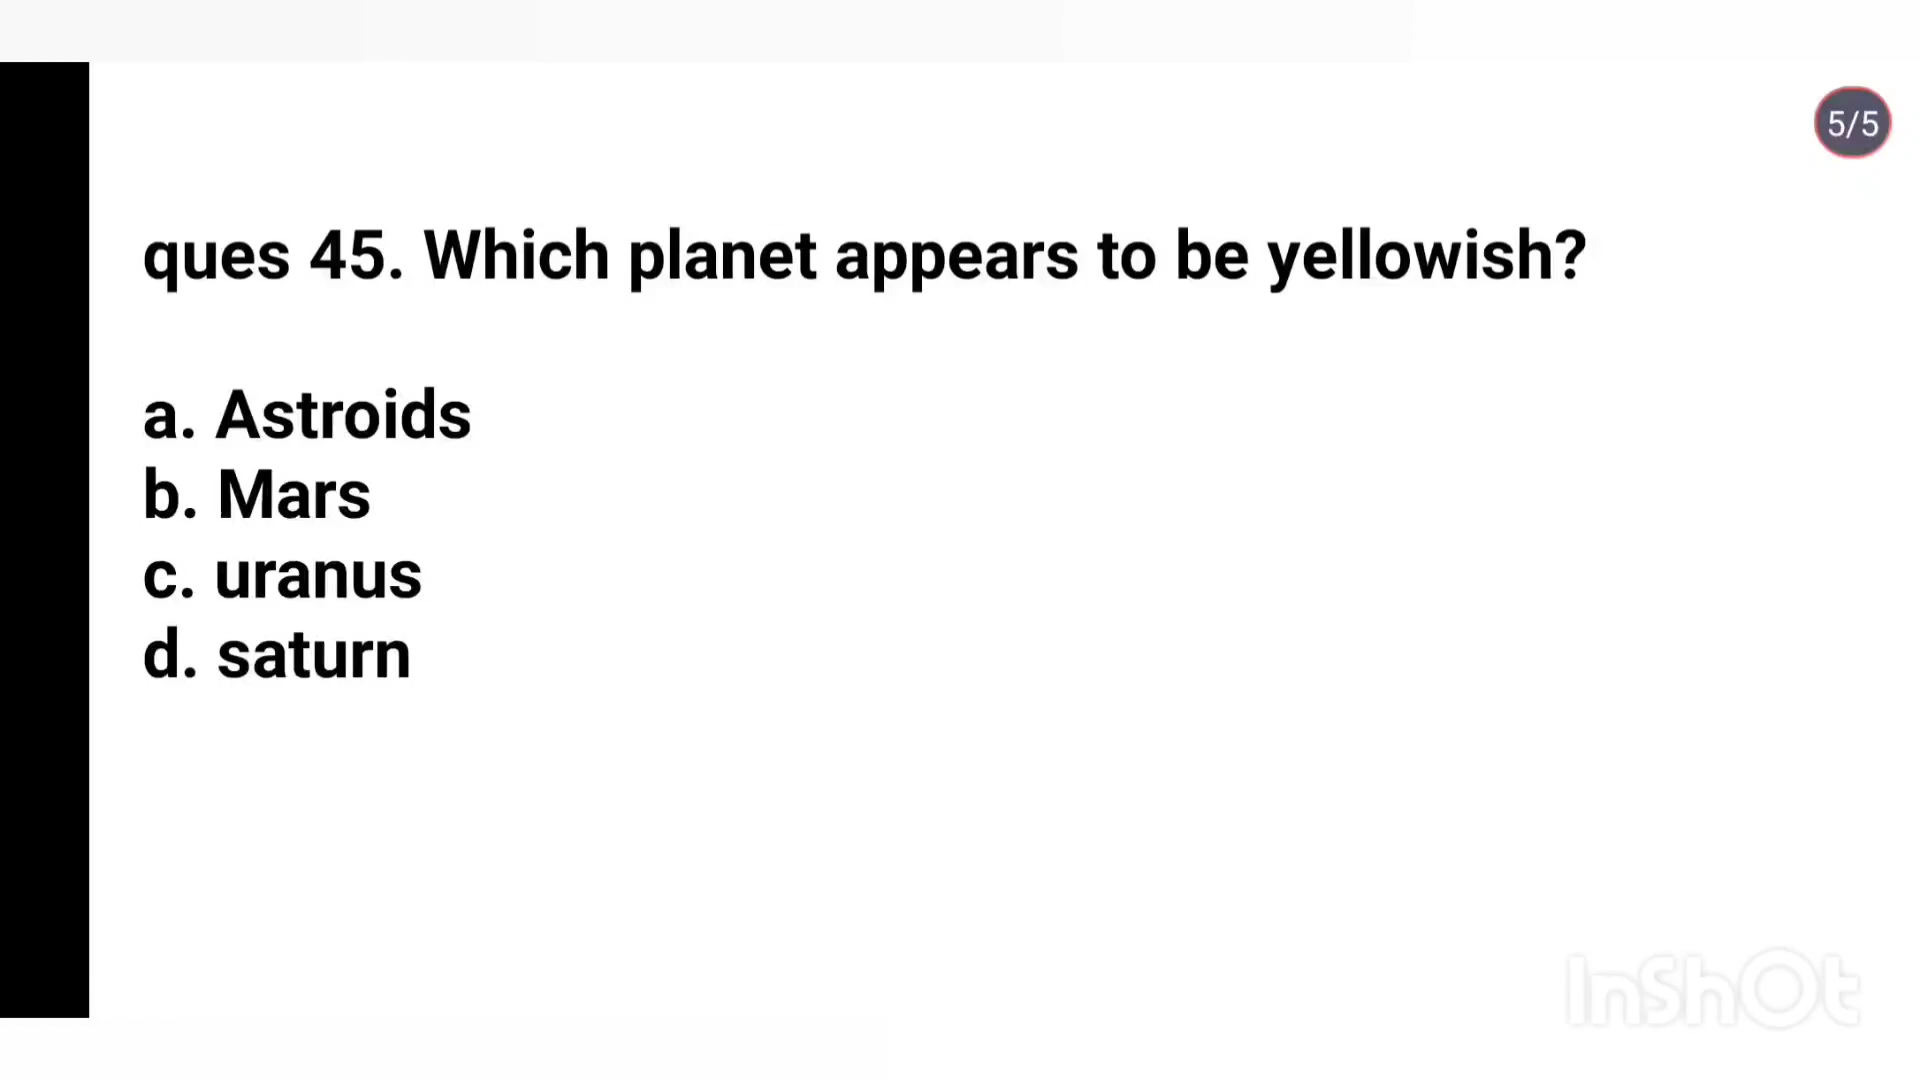 5/5
ques 45. Which planet appears to be yellowish?
a. Astroids
b. Mars
c. uranus
d. saturn
InShOt